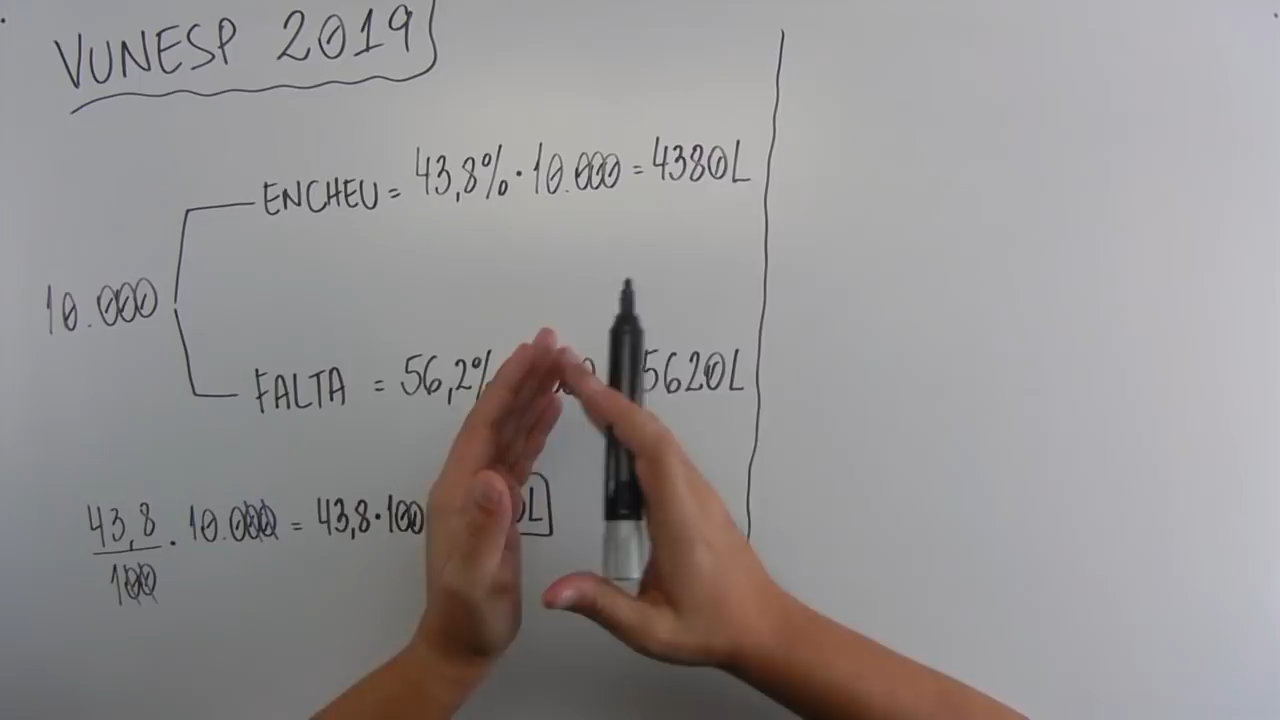 VUNESP 2019
ENCHEU = 43,8% · 10.000 = 4380L
10.000
FALTA = 56,2% 5620L
43,8 / 100 · 10.000 = 43,8 · 100 L